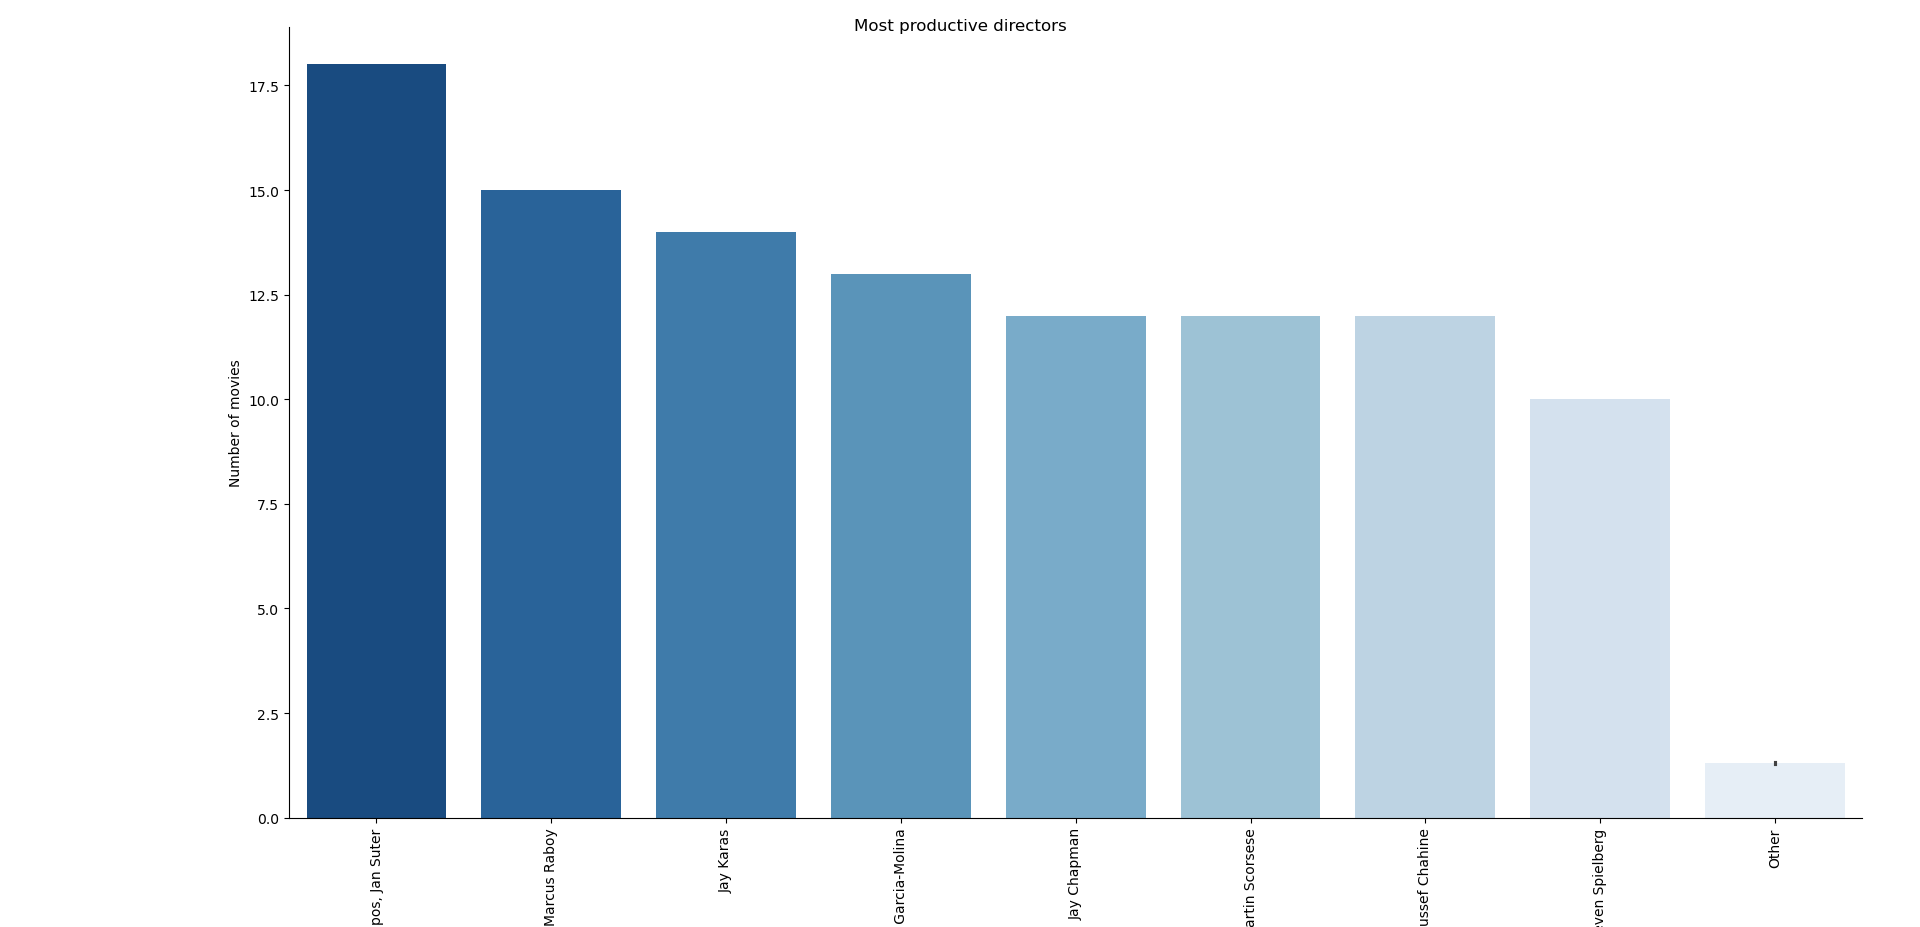 Most productive directors
Number of movies
17.5
15.0
12.5
10.0
7.5
5.0
2.5
0.0
pos, Jan Suter
Marcus Raboy
Jay Karas
Garcia-Molina
Jay Chapman
artin Scorsese
ussef Chahine
even Spielberg
Other